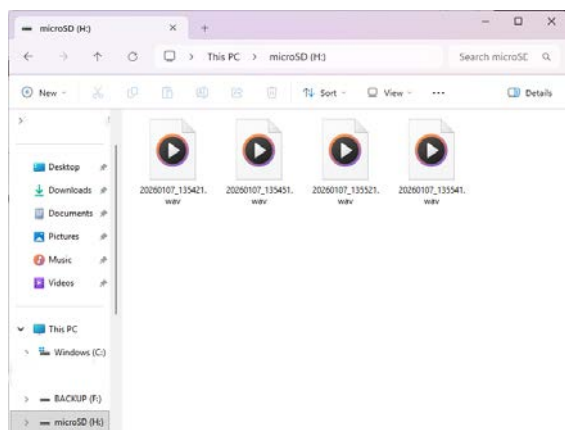 microSD (H:)
This PC > microSD (H:)
Search microSD
New
Sort
View
Details
Desktop
Downloads
Documents
Pictures
Music
Videos
This PC
Windows (C:)
BACKUP (F:)
microSD (H:)
20260107_135421.
wav
20260107_135451.
wav
20260107_135521.
wav
20260107_135541.
wav